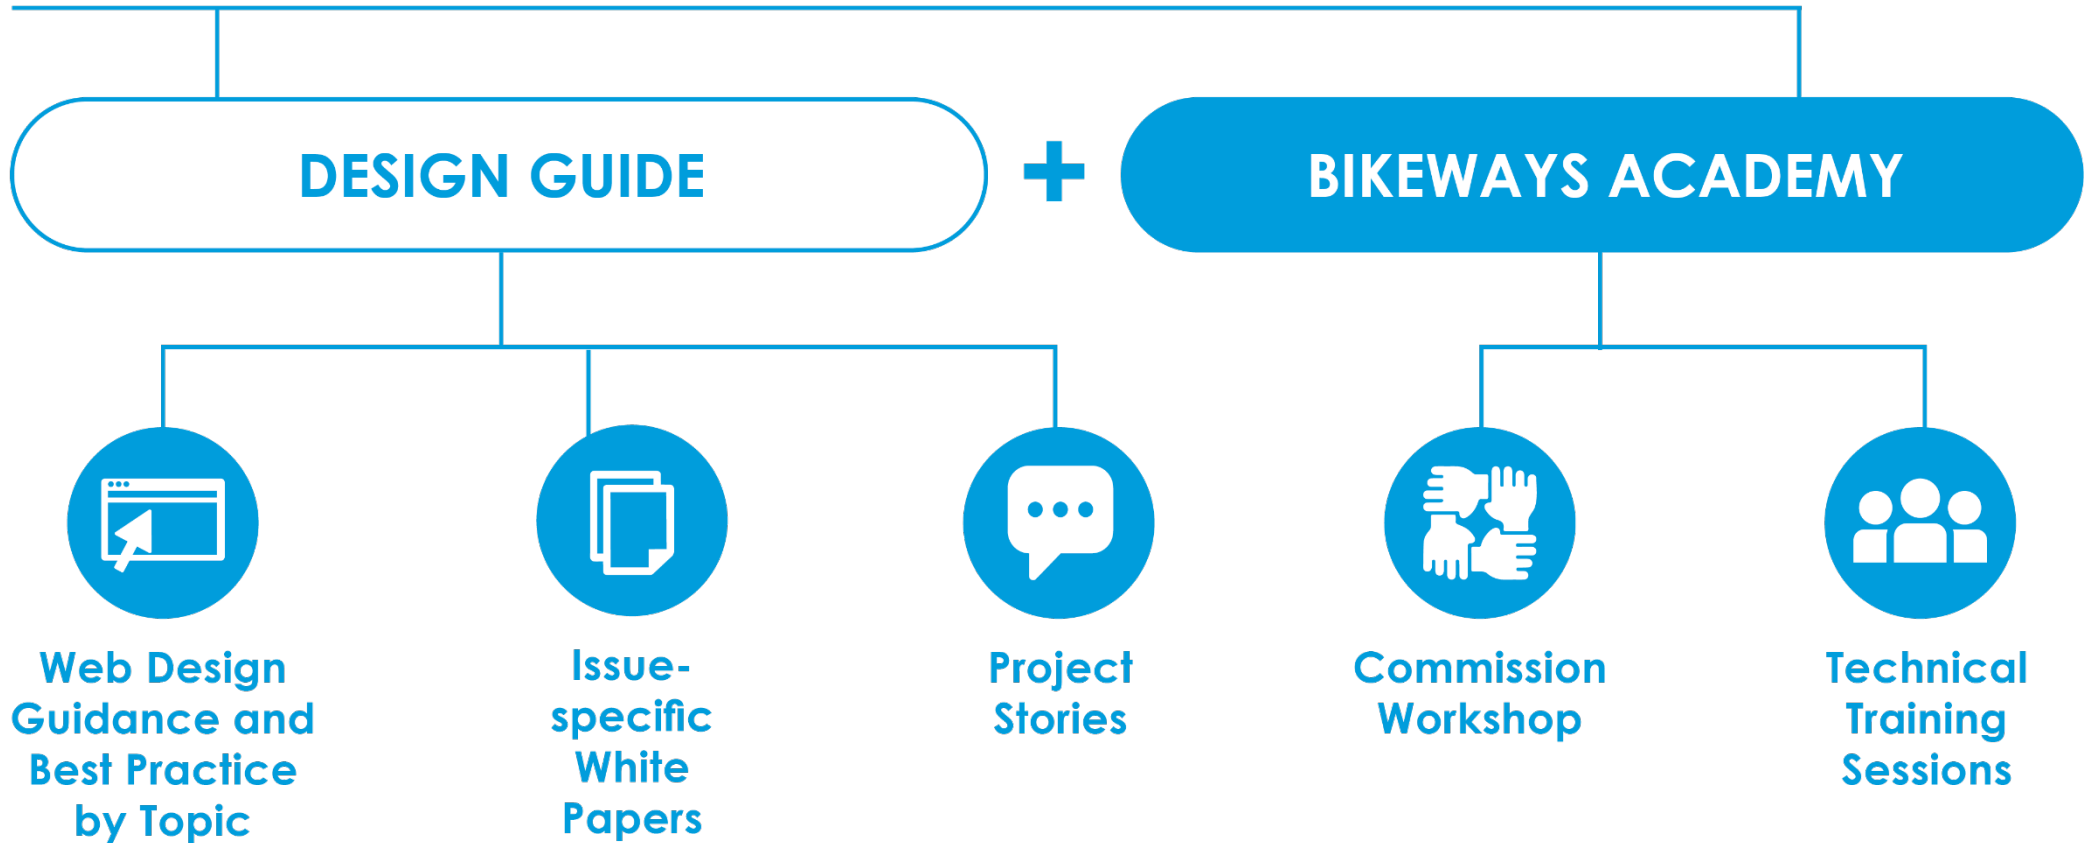 DESIGN GUIDE
+
BIKEWAYS ACADEMY
Web Design
Guidance and
Best Practice
by Topic
Issue-
specific
White
Papers
Project
Stories
Commission
Workshop
Technical
Training
Sessions